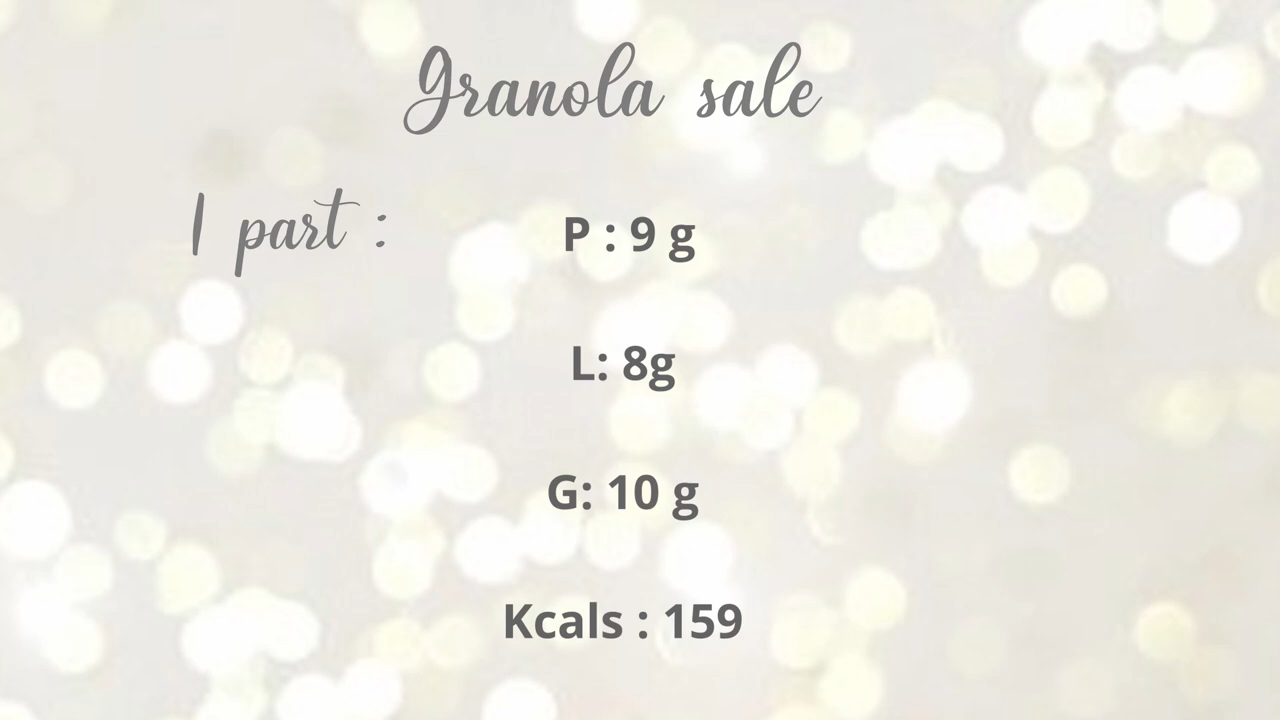 Granola sale
1 part :
P : 9 g
L: 8g
G: 10 g
Kcals : 159